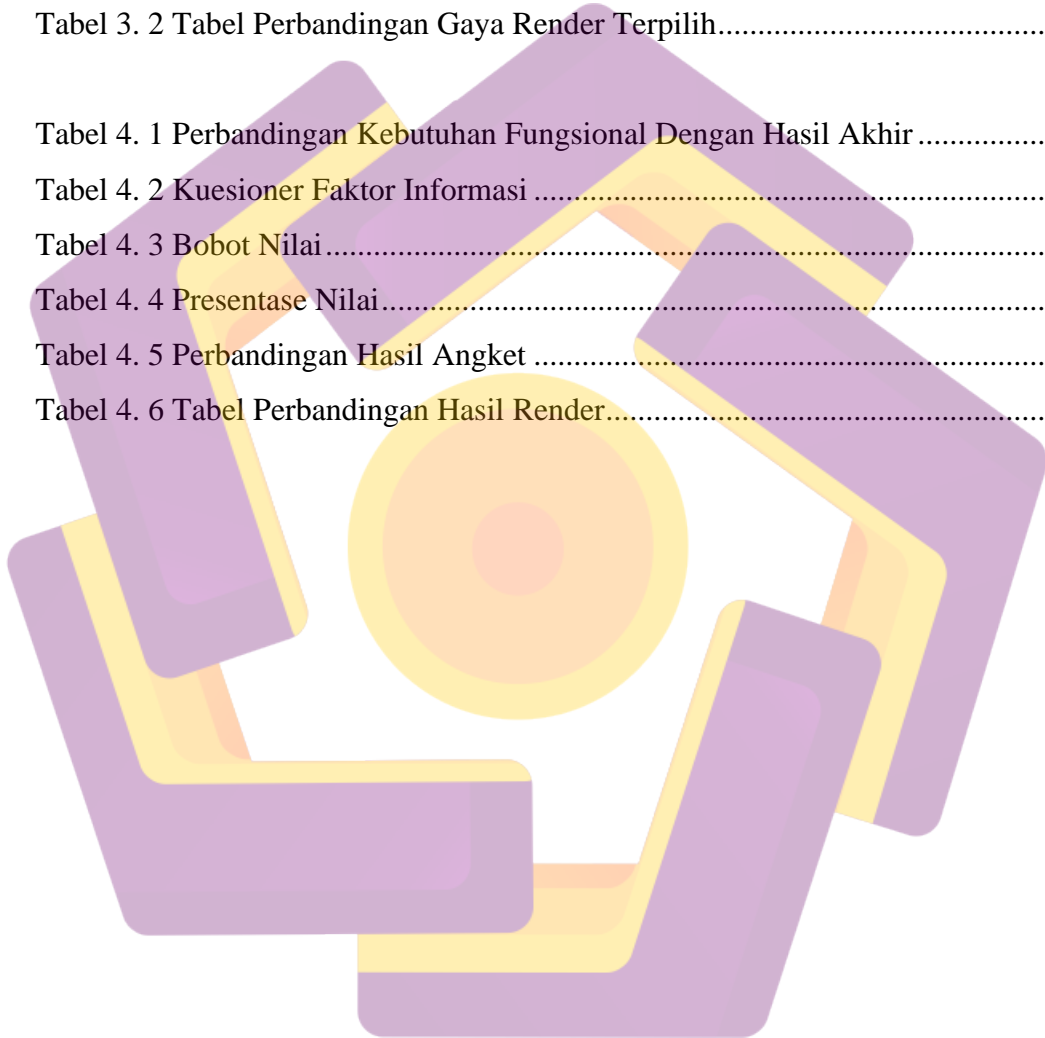 Tabel 3. 2 Tabel Perbandingan Gaya Render Terpilih.....................................
Tabel 4. 1 Perbandingan Kebutuhan Fungsional Dengan Hasil Akhir ..............
Tabel 4. 2 Kuesioner Faktor Informasi ............................................................
Tabel 4. 3 Bobot Nilai.....................................................................................
Tabel 4. 4 Presentase Nilai..............................................................................
Tabel 4. 5 Perbandingan Hasil Angket ............................................................
Tabel 4. 6 Tabel Perbandingan Hasil Render...................................................